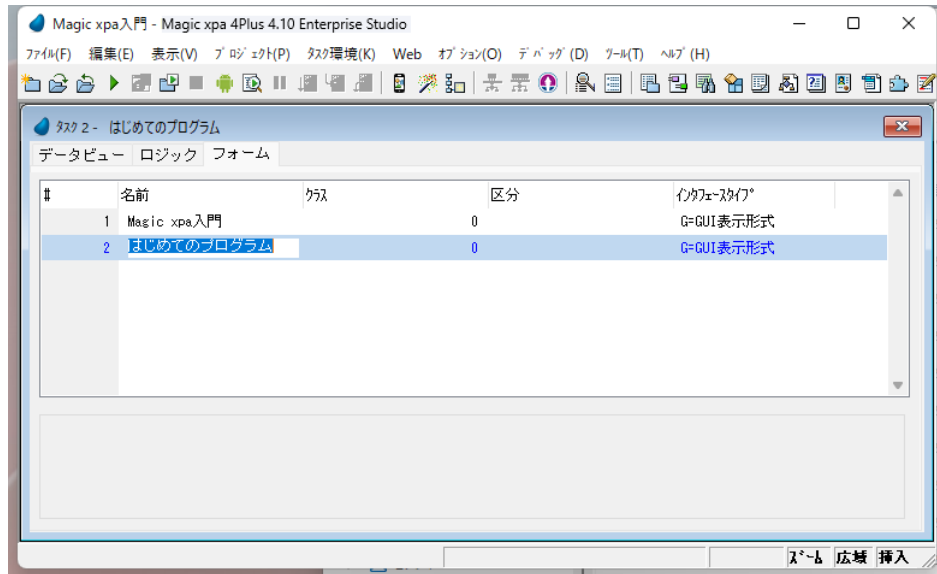 Magic xpa入門 - Magic xpa 4Plus 4.10 Enterprise Studio
ﾌｧｲﾙ(F) 編集(E) 表示(V) ﾌﾟﾛｼﾞｪｸﾄ(P) ﾀｽｸ環境(K) Web ｵﾌﾟｼｮﾝ(O) ﾃﾞﾊﾞｯｸﾞ(D) ﾂｰﾙ(T) ﾍﾙﾌﾟ(H)
ﾀｽｸ 2 - はじめてのプログラム
データビュー ロジック フォーム
# 名前 ｸﾗｽ 区分 ｲﾝﾀﾌｪｰｽﾀｲﾌﾟ
1 Magic xpa入門 0 G=GUI表示形式
2 はじめてのプログラム 0 G=GUI表示形式
ｽﾞｰﾑ 広域 挿入